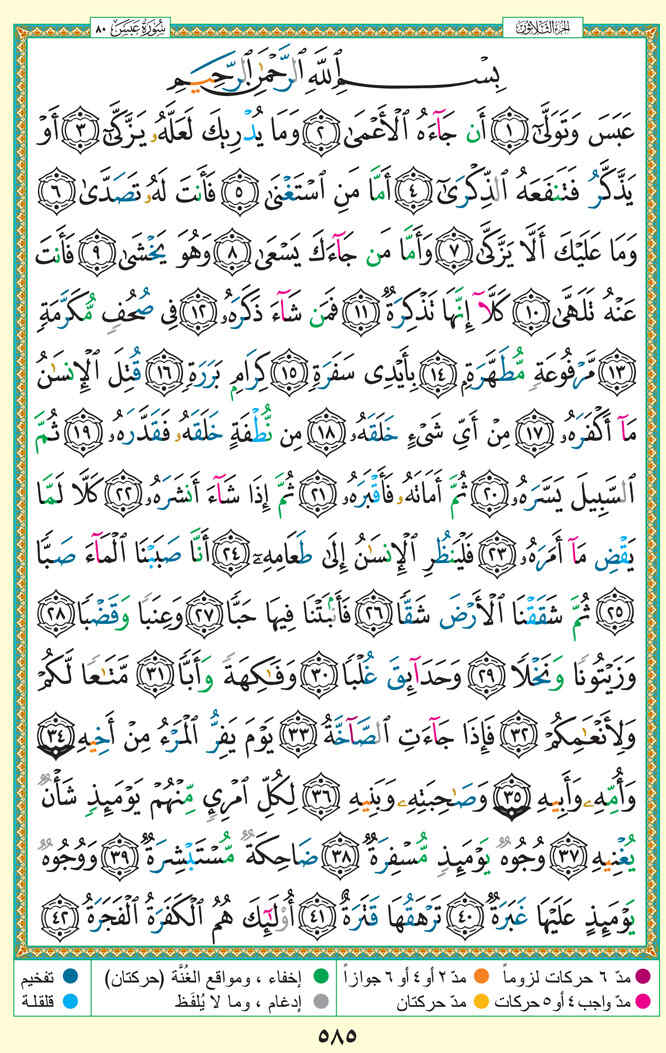 الجزء الثلاثون
سورة عبس ٨٠
بِسْمِ ٱللَّهِ ٱلرَّحْمَٰنِ ٱلرَّحِيمِ
عَبَسَ وَتَوَلَّىٰٓ ﴿١﴾ أَن جَآءَهُ ٱلْأَعْمَىٰ ﴿٢﴾ وَمَا يُدْرِيكَ لَعَلَّهُۥ يَزَّكَّىٰٓ ﴿٣﴾ أَوْ
يَذَّكَّرُ فَتَنفَعَهُ ٱلذِّكْرَىٰٓ ﴿٤﴾ أَمَّا مَنِ ٱسْتَغْنَىٰ ﴿٥﴾ فَأَنتَ لَهُۥ تَصَدَّىٰ ﴿٦﴾
وَمَا عَلَيْكَ أَلَّا يَزَّكَّىٰ ﴿٧﴾ وَأَمَّا مَن جَآءَكَ يَسْعَىٰ ﴿٨﴾ وَهُوَ يَخْشَىٰ ﴿٩﴾ فَأَنتَ
عَنْهُ تَلَهَّىٰ ﴿١٠﴾ كَلَّآ إِنَّهَا تَذْكِرَةٌ ﴿١١﴾ فَمَن شَآءَ ذَكَرَهُۥ ﴿١٢﴾ فِى صُحُفٍ مُّكَرَّمَةٍ
﴿١٣﴾ مَّرْفُوعَةٍ مُّطَهَّرَةٍۭ ﴿١٤﴾ بِأَيْدِى سَفَرَةٍ ﴿١٥﴾ كِرَامٍۭ بَرَرَةٍ ﴿١٦﴾ قُتِلَ ٱلْإِنسَٰنُ
مَآ أَكْفَرَهُۥ ﴿١٧﴾ مِنْ أَىِّ شَىْءٍ خَلَقَهُۥ ﴿١٨﴾ مِن نُّطْفَةٍ خَلَقَهُۥ فَقَدَّرَهُۥ ﴿١٩﴾ ثُمَّ
ٱلسَّبِيلَ يَسَّرَهُۥ ﴿٢٠﴾ ثُمَّ أَمَاتَهُۥ فَأَقْبَرَهُۥ ﴿٢١﴾ ثُمَّ إِذَا شَآءَ أَنشَرَهُۥ ﴿٢٢﴾ كَلَّا لَمَّا
يَقْضِ مَآ أَمَرَهُۥ ﴿٢٣﴾ فَلْيَنظُرِ ٱلْإِنسَٰنُ إِلَىٰ طَعَامِهِۦٓ ﴿٢٤﴾ أَنَّا صَبَبْنَا ٱلْمَآءَ صَبًّا
﴿٢٥﴾ ثُمَّ شَقَقْنَا ٱلْأَرْضَ شَقًّا ﴿٢٦﴾ فَأَنۢبَتْنَا فِيهَا حَبًّا ﴿٢٧﴾ وَعِنَبًا وَقَضْبًا ﴿٢٨﴾
وَزَيْتُونًا وَنَخْلًا ﴿٢٩﴾ وَحَدَآئِقَ غُلْبًا ﴿٣٠﴾ وَفَٰكِهَةً وَأَبًّا ﴿٣١﴾ مَّتَٰعًا لَّكُمْ
وَلِأَنْعَٰمِكُمْ ﴿٣٢﴾ فَإِذَا جَآءَتِ ٱلصَّآخَّةُ ﴿٣٣﴾ يَوْمَ يَفِرُّ ٱلْمَرْءُ مِنْ أَخِيهِ ﴿٣٤﴾
وَأُمِّهِۦ وَأَبِيهِ ﴿٣٥﴾ وَصَٰحِبَتِهِۦ وَبَنِيهِ ﴿٣٦﴾ لِكُلِّ ٱمْرِئٍ مِّنْهُمْ يَوْمَئِذٍ شَأْنٌ
يُغْنِيهِ ﴿٣٧﴾ وُجُوهٌ يَوْمَئِذٍ مُّسْفِرَةٌ ﴿٣٨﴾ ضَاحِكَةٌ مُّسْتَبْشِرَةٌ ﴿٣٩﴾ وَوُجُوهٌ
يَوْمَئِذٍ عَلَيْهَا غَبَرَةٌ ﴿٤٠﴾ تَرْهَقُهَا قَتَرَةٌ ﴿٤١﴾ أُو۟لَٰٓئِكَ هُمُ ٱلْكَفَرَةُ ٱلْفَجَرَةُ ﴿٤٢﴾
مدّ ٦ حركات لزوماً مدّ ٢ أو ٤ أو ٦ جوازاً إخفاء ، ومواقع الغُنَّة (حركتان) تفخيم
مدّ واجب ٤ أو ٥ حركات مدّ حركتان إدغام ، وما لا يُلفَظ قلقلة
٥٨٥